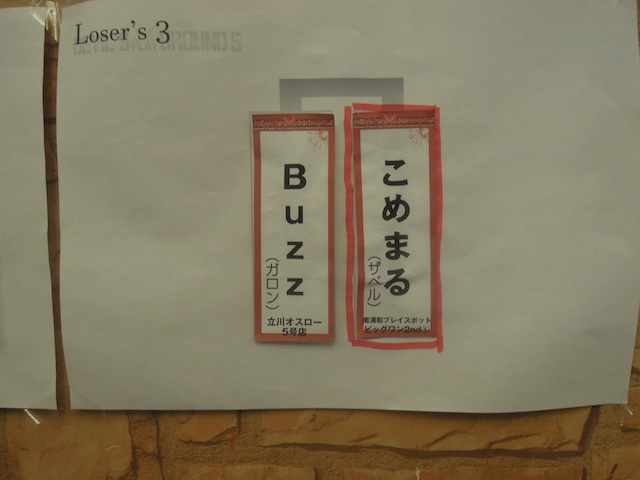 Loser's 3
DEVIL'S PLAYGROUND 5
Buzz
(ガロン)
立川オスロー
5号店
こめまる
(ザベル)
南浦和プレイスポット
ビッグワン2nd